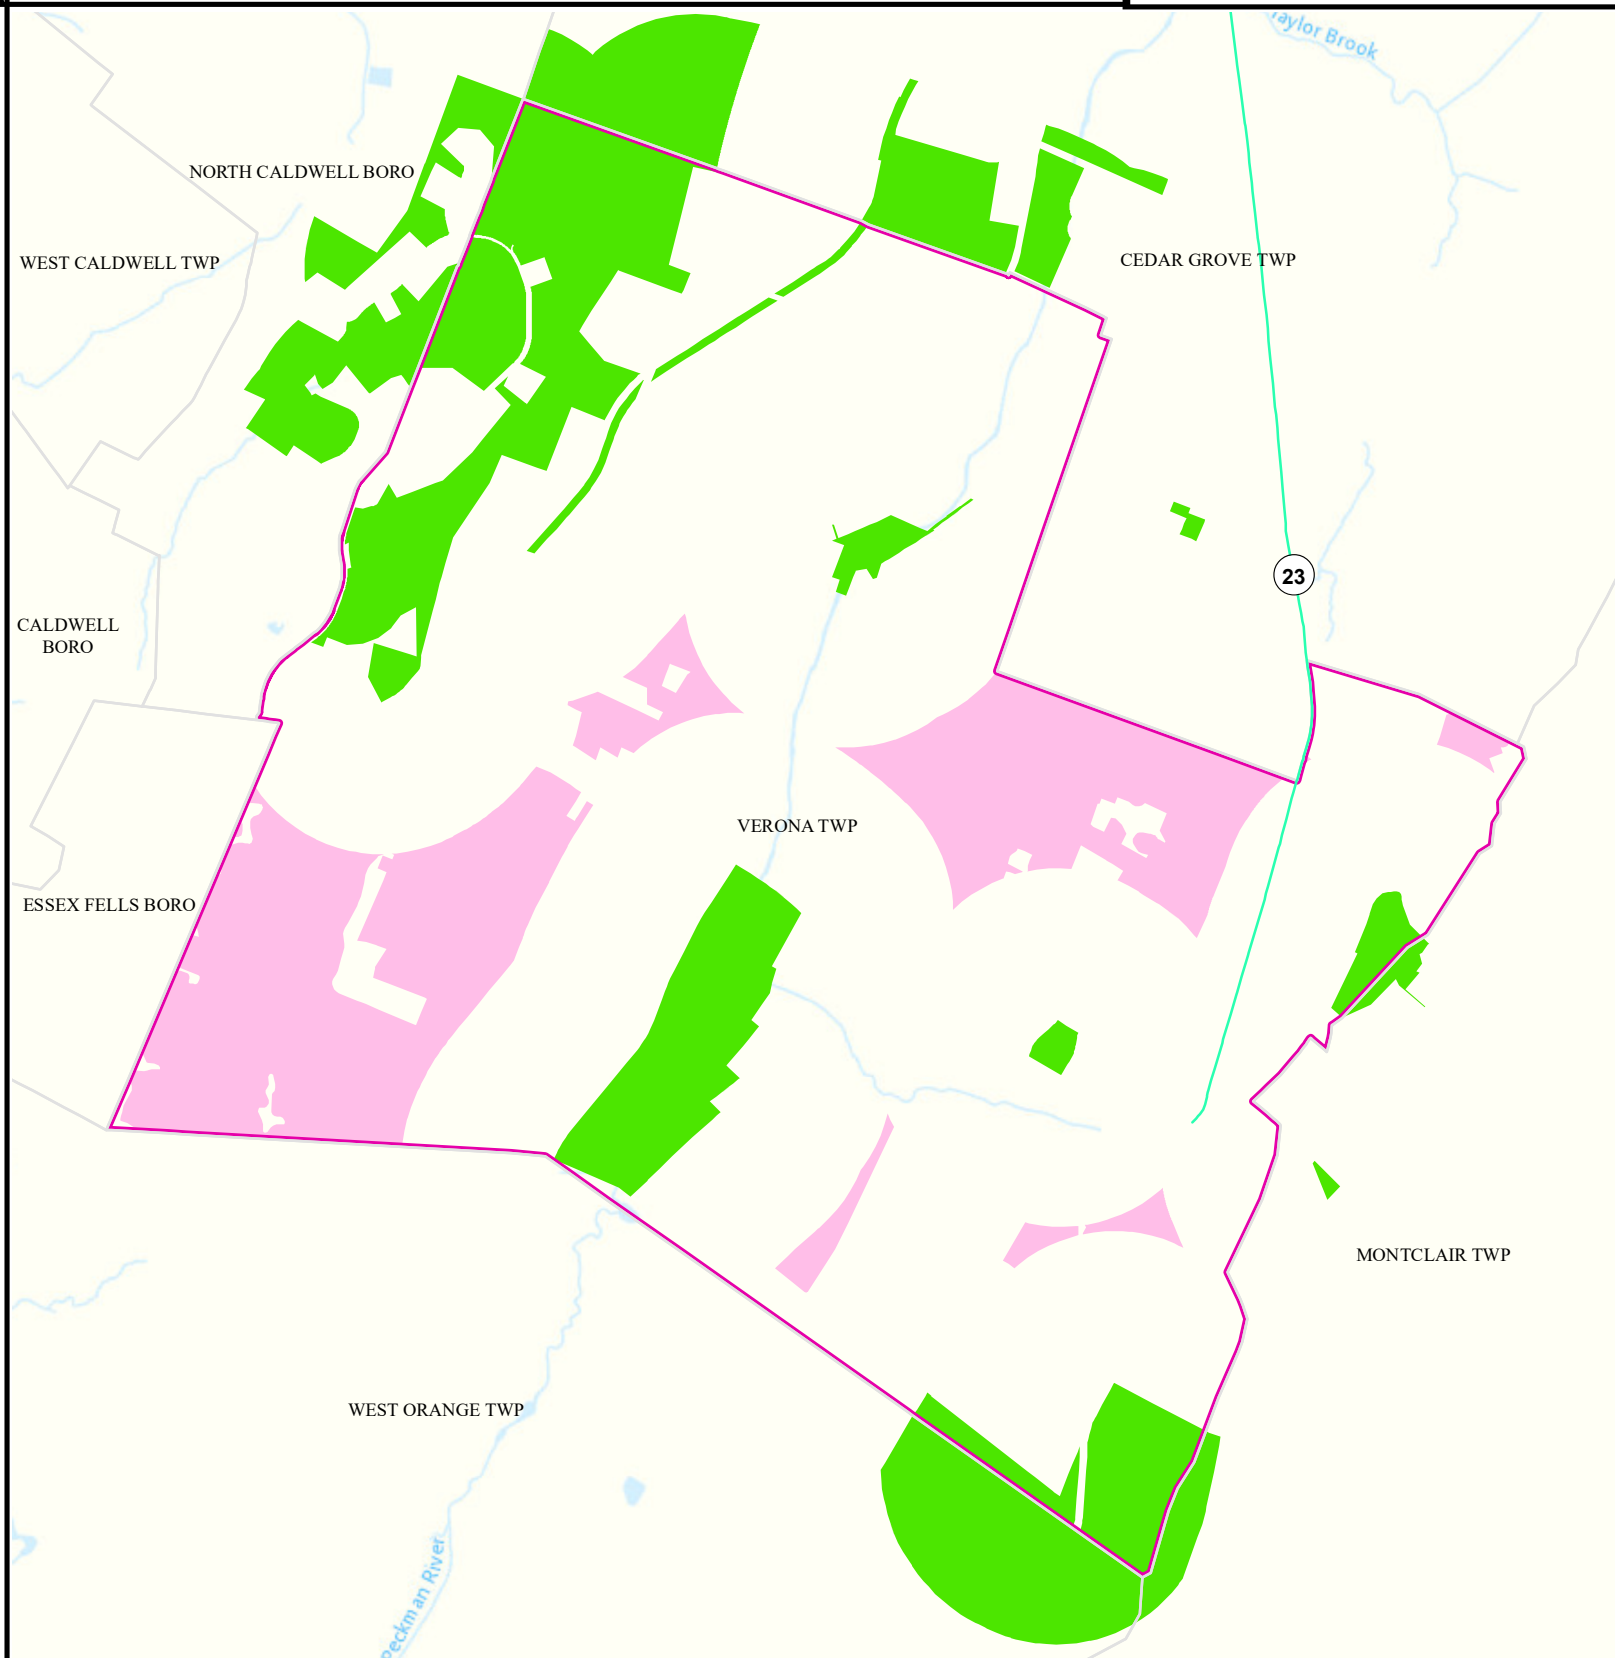 Taylor Brook
NORTH CALDWELL BORO
WEST CALDWELL TWP
CEDAR GROVE TWP
23
CALDWELL
BORO
VERONA TWP
ESSEX FELLS BORO
MONTCLAIR TWP
WEST ORANGE TWP
Peckman River